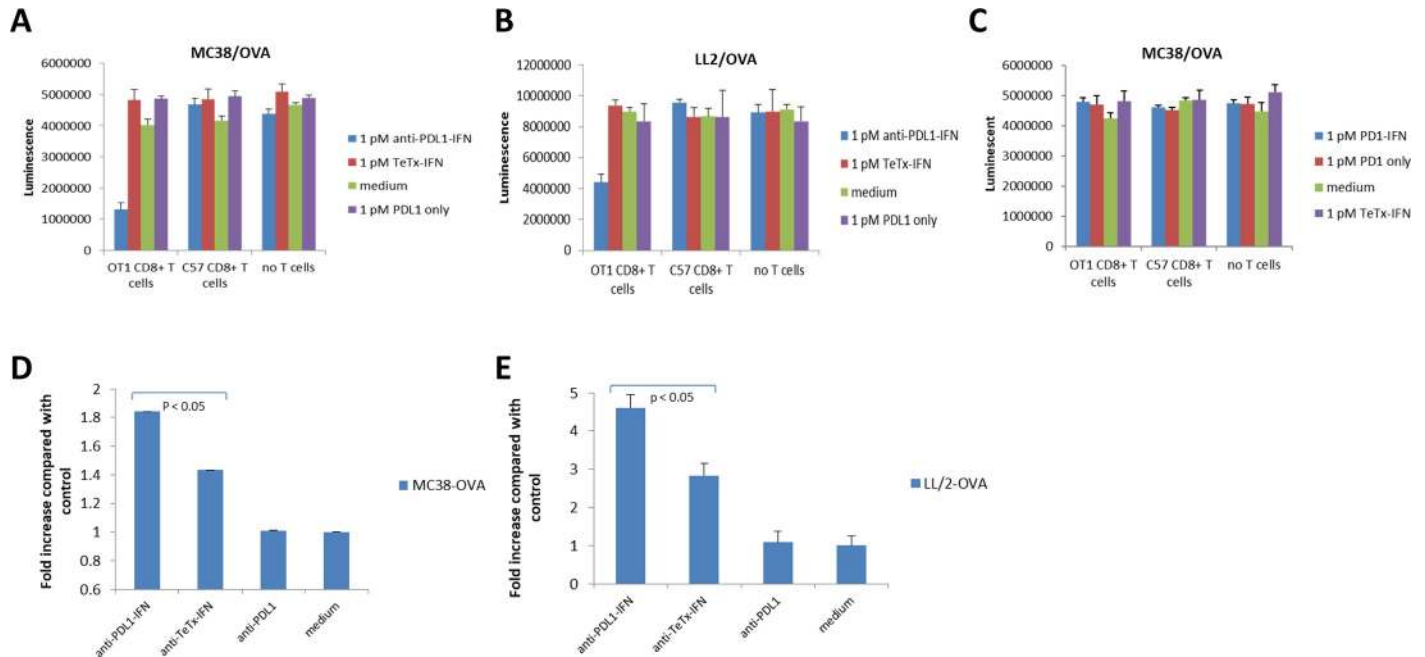 A
MC38/OVA
Luminescence
6000000
5000000
4000000
3000000
2000000
1000000
0
OT1 CD8+ T cells
C57 CD8+ T cells
no T cells
1 pM anti-PDL1-IFN
1 pM TeTx-IFN
medium
1 pM PDL1 only
B
LL2/OVA
Luminescence
12000000
10000000
8000000
6000000
4000000
2000000
0
OT1 CD8+ T cells
C57 CD8+ T cells
no T cells
1 pM anti-PDL1-IFN
1 pM TeTx-IFN
medium
1 pM PDL1 only
C
MC38/OVA
Luminescent
6000000
5000000
4000000
3000000
2000000
1000000
0
OT1 CD8+ T cells
C57 CD8+ T cells
no T cells
1 pM PD1-IFN
1 pM PD1 only
medium
1 pM TeTx-IFN
D
Fold increase compared with
control
2
1.8
1.6
1.4
1.2
1
0.8
0.6
P < 0.05
anti-PDL1-IFN
anti-TeTx-IFN
anti-PDL1
medium
MC38-OVA
E
Fold increase compared with
control
5
4
3
2
1
0
p < 0.05
anti-PDL1-IFN
anti-TeTx-IFN
anti-PDL1
medium
LL/2-OVA